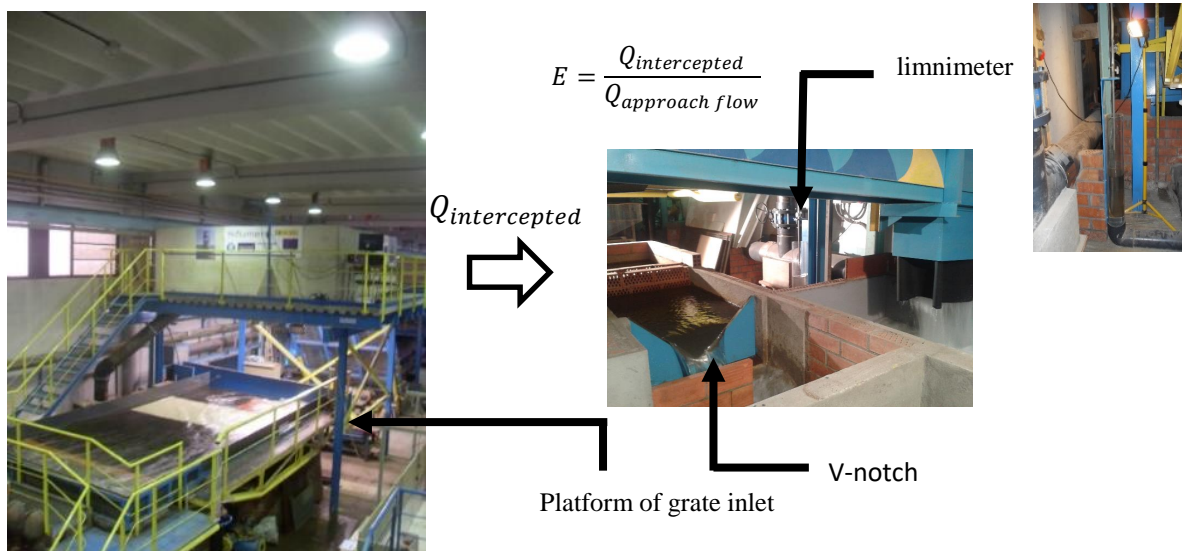 E = Q_intercepted / Q_approach flow
limnimeter
Q_intercepted
V-notch
Platform of grate inlet